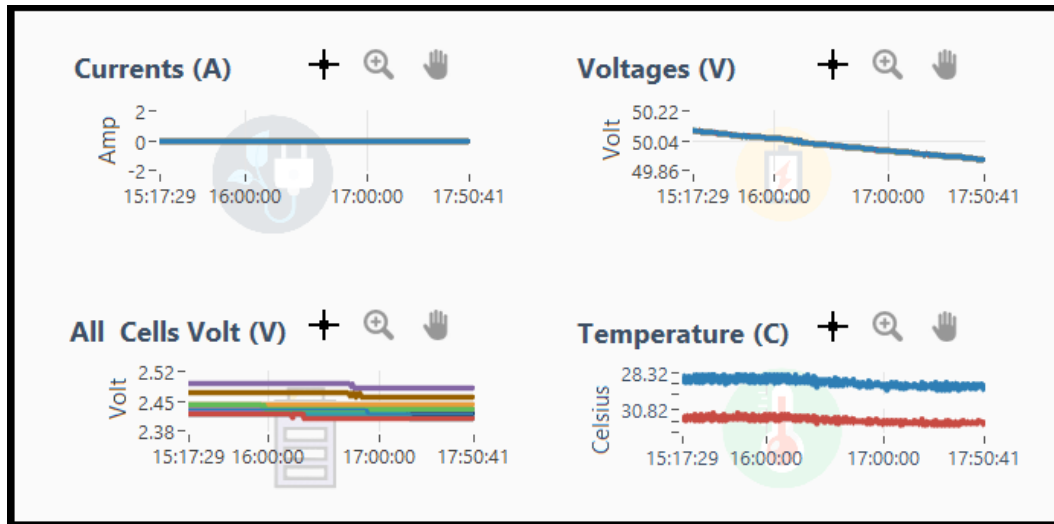 Currents (A)
Amp
2
0
-2
15:17:29 16:00:00 17:00:00 17:50:41
Voltages (V)
Volt
50.22
50.04
49.86
15:17:29 16:00:00 17:00:00 17:50:41
All Cells Volt (V)
Volt
2.52
2.45
2.38
15:17:29 16:00:00 17:00:00 17:50:41
Temperature (C)
Celsius
28.32
30.82
15:17:29 16:00:00 17:00:00 17:50:41